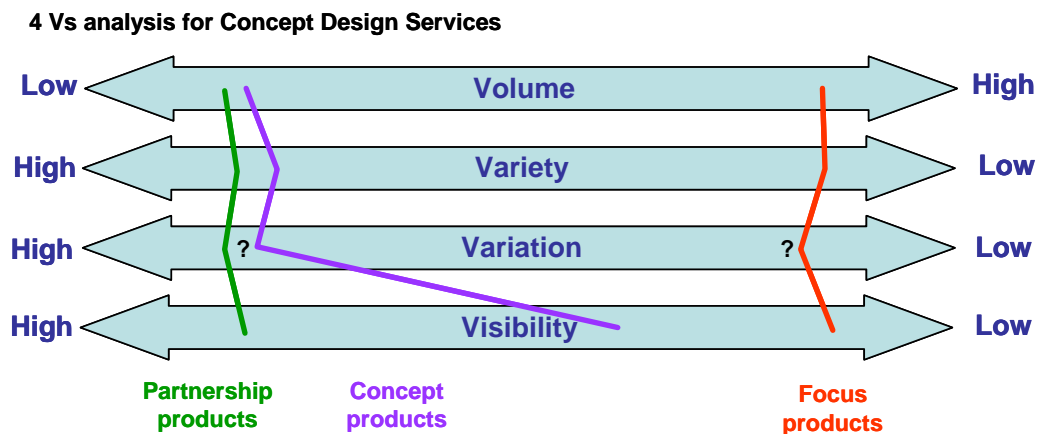 4 Vs analysis for Concept Design Services
Low Volume High
High Variety Low
High ? Variation ? Low
High Visibility Low
Partnership Concept Focus
products products products